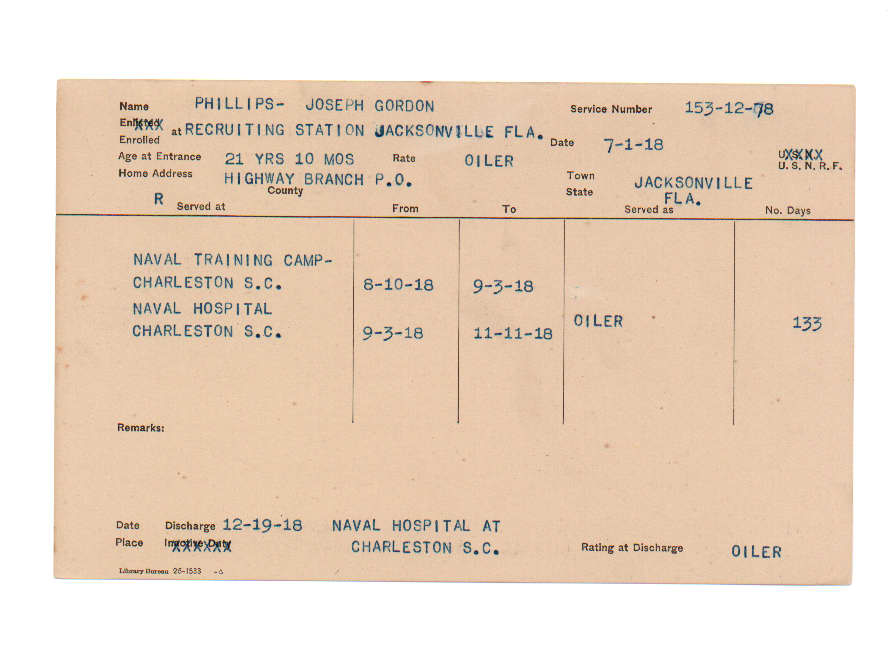 Name PHILLIPS- JOSEPH GORDON Service Number 153-12-78
Enlisted XXX
Enrolled at RECRUITING STATION JACKSONVILLE FLA. Date 7-1-18
Age at Entrance 21 YRS 10 MOS Rate OILER U.S.N. XXXX
U. S. N. R. F.
Home Address HIGHWAY BRANCH P.O. Town JACKSONVILLE
County State FLA.
R Served at From To Served as No. Days
NAVAL TRAINING CAMP-
CHARLESTON S.C. 8-10-18 9-3-18
NAVAL HOSPITAL
OILER 133
CHARLESTON S.C. 9-3-18 11-11-18
Remarks:
Date Discharge 12-19-18 NAVAL HOSPITAL AT
Place Inactive Duty XXXXXX CHARLESTON S.C. Rating at Discharge OILER
Library Bureau 26-1533